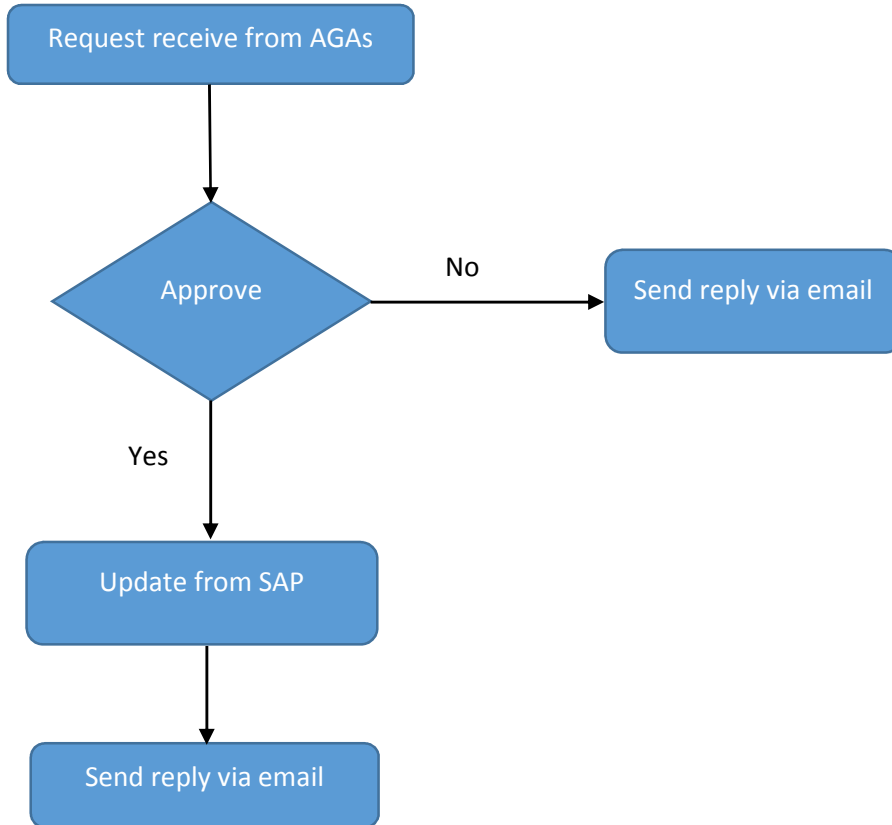 Request receive from AGAs
Approve
No
Send reply via email
Yes
Update from SAP
Send reply via email